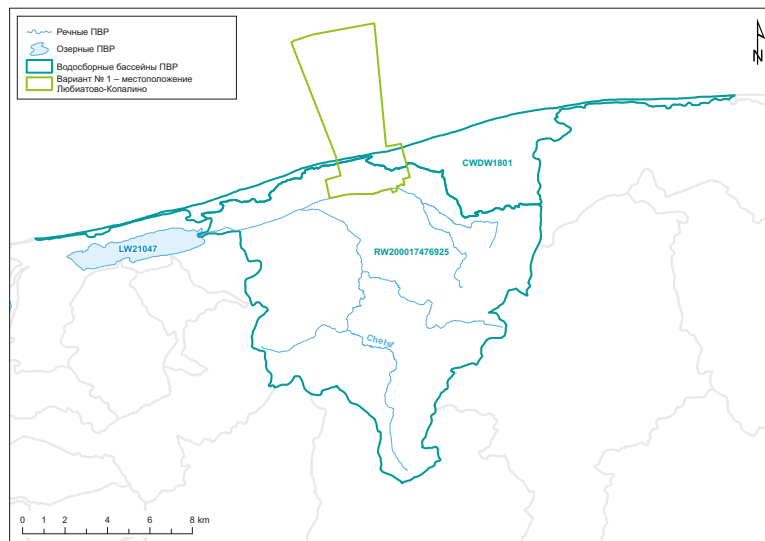 Речные ПВР
Озерные ПВР
Водосборные бассейны ПВР
Вариант № 1 – местоположение
Любиатово-Копалино
N
CWDW1801
LW21047
RW200017476925
Chełst
0 1 2 4 6 8 km